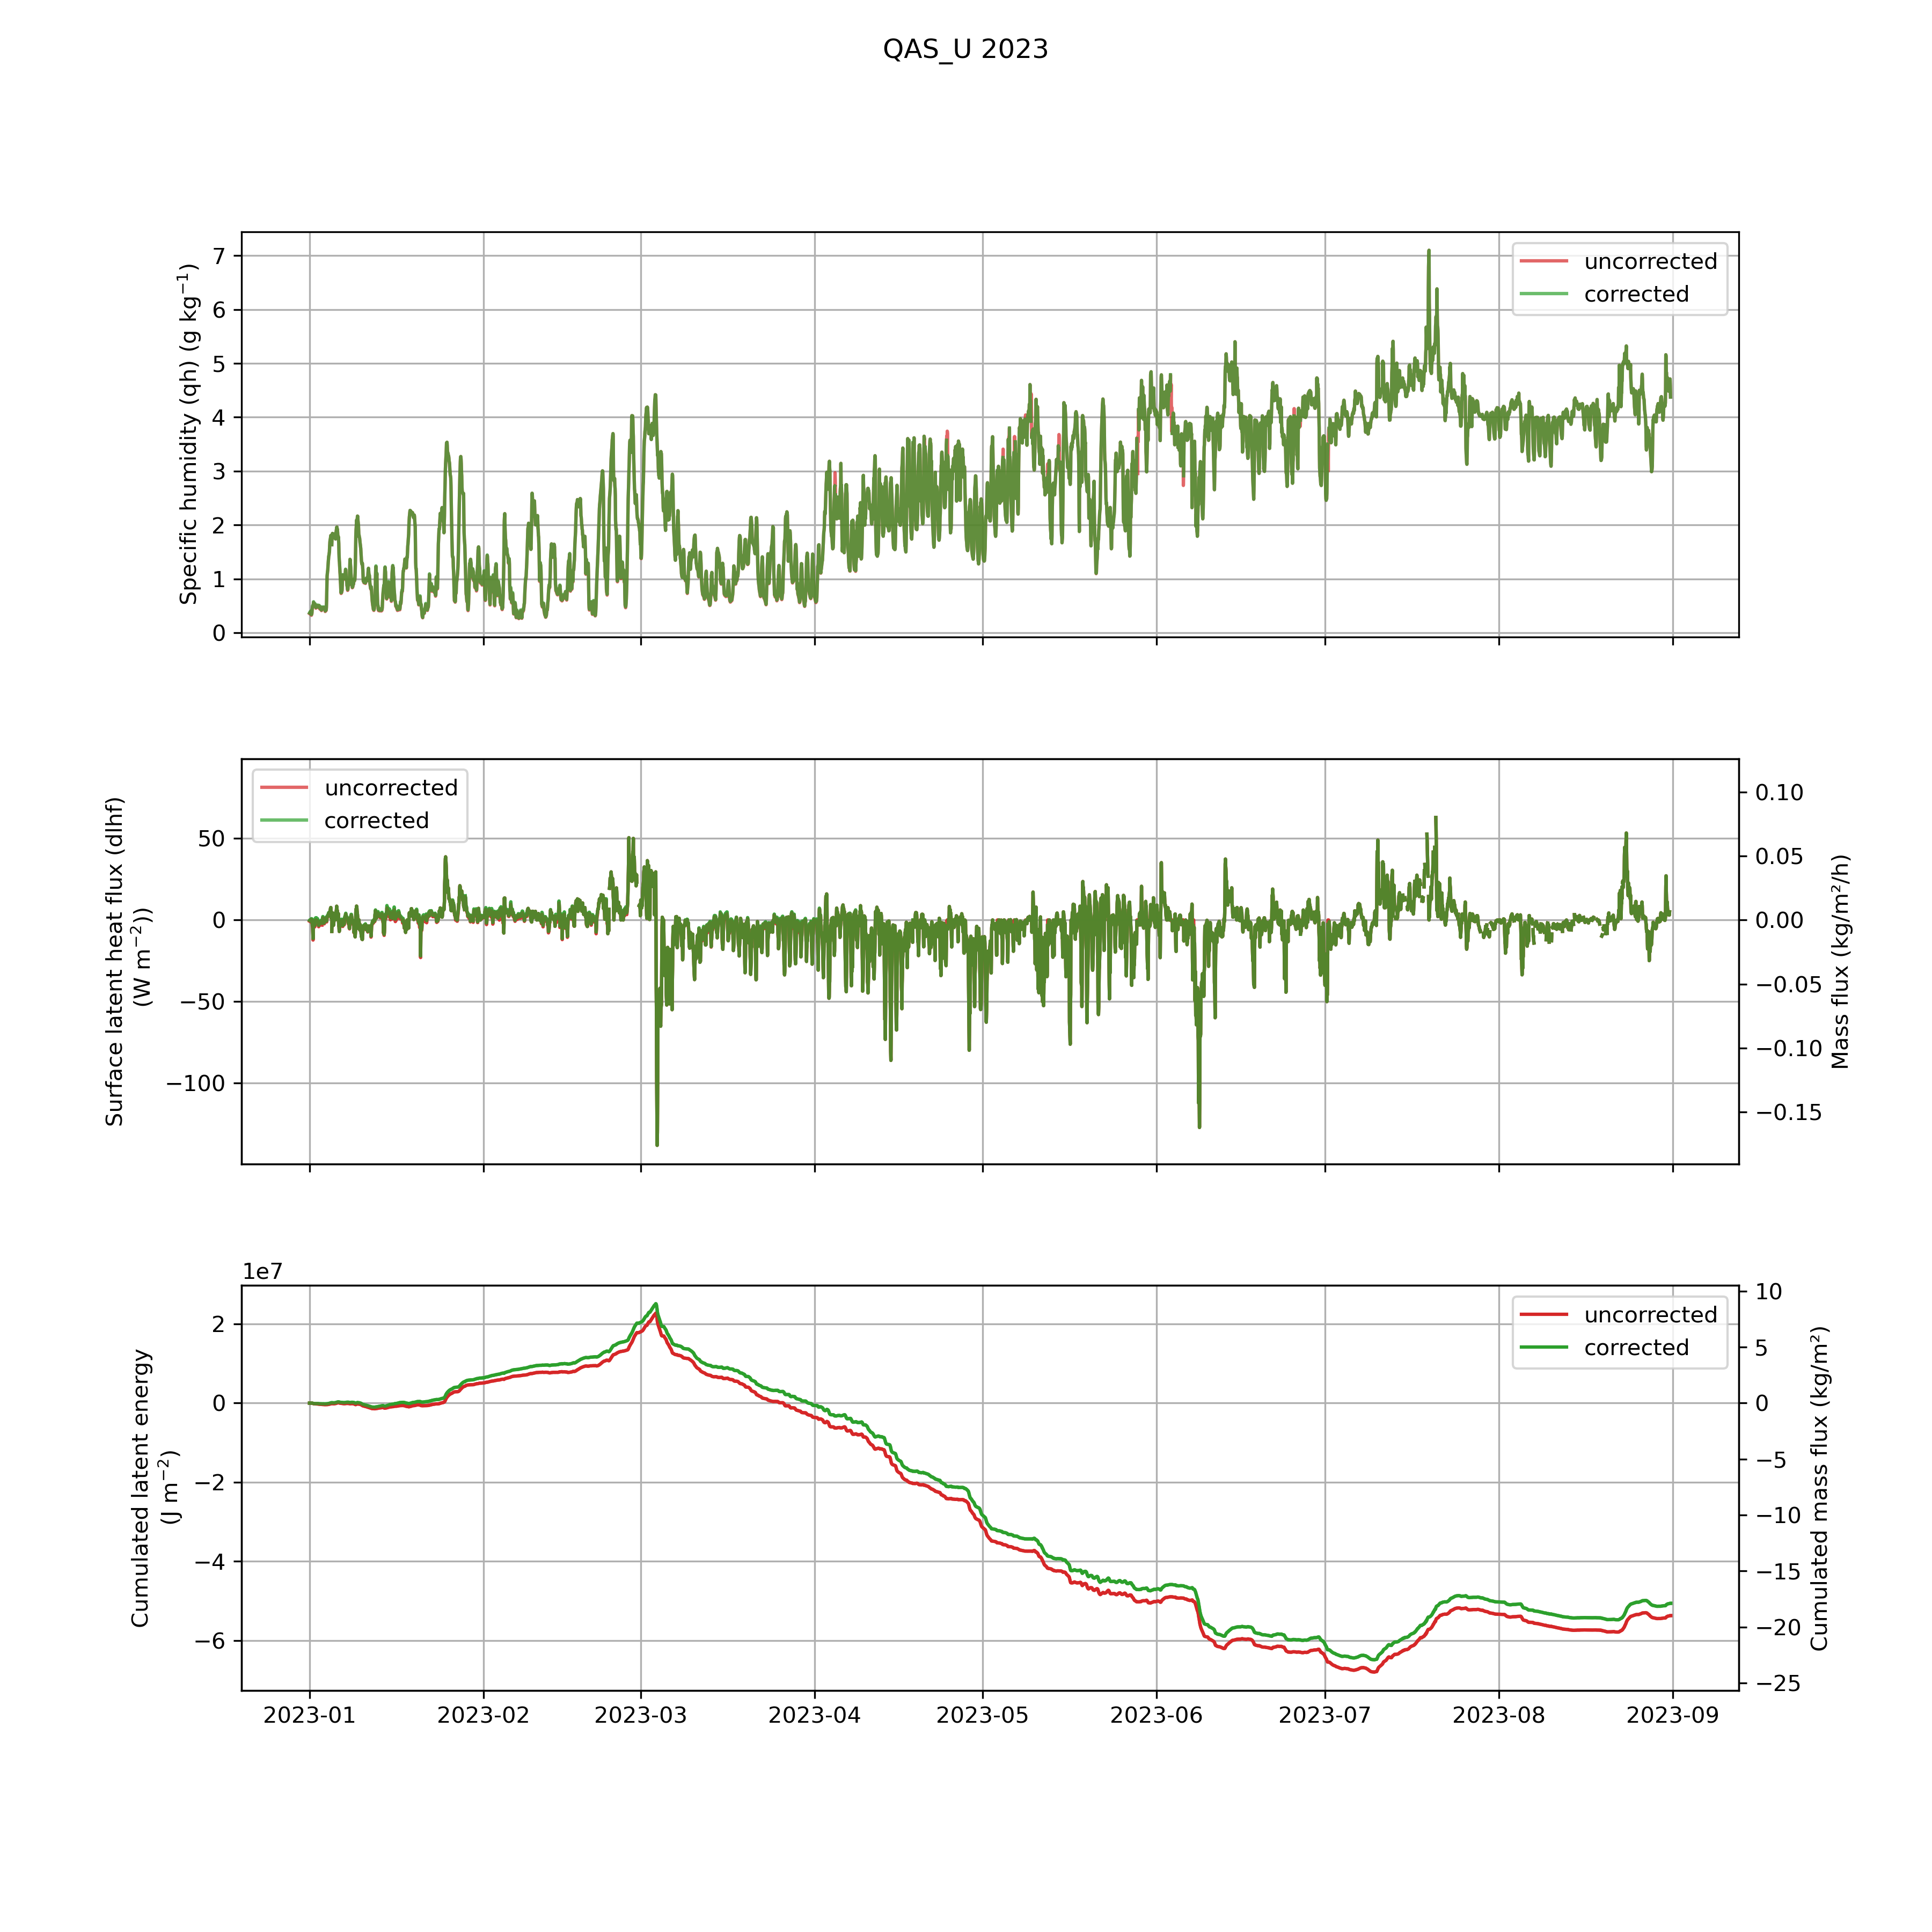 QAS_U 2023
Specific humidity (qh) (g kg⁻¹)
7
6
5
4
3
2
1
0
uncorrected
corrected
Surface latent heat flux (dlhf)
(W m⁻²))
50
0
−50
−100
uncorrected
corrected
0.10
0.05
0.00
−0.05
−0.10
−0.15
Mass flux (kg/m²/h)
1e7
Cumulated latent energy
(J m⁻²)
2
0
−2
−4
−6
uncorrected
corrected
10
5
0
−5
−10
−15
−20
−25
Cumulated mass flux (kg/m²)
2023-01 2023-02 2023-03 2023-04 2023-05 2023-06 2023-07 2023-08 2023-09